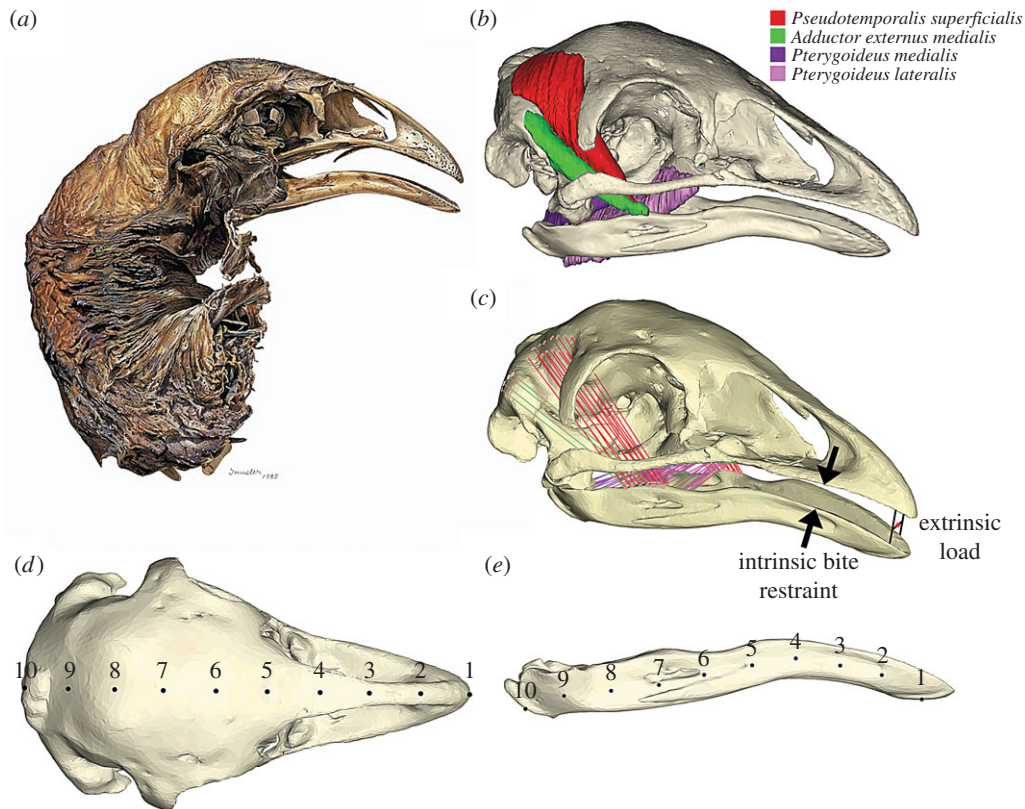 (a)
(b)
Pseudotemporalis superficialis
Adductor externus medialis
Pterygoideus medialis
Pterygoideus lateralis
1985
(c)
extrinsic
load
intrinsic bite
restraint
(d)
10 9 8 7 6 5 4 3 2 1
(e)
10 9 8 7 6 5 4 3 2 1